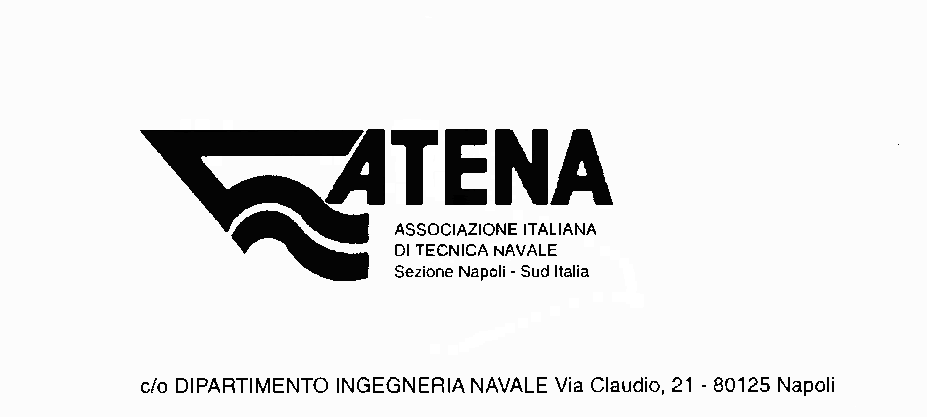 ATENA
ASSOCIAZIONE ITALIANA
DI TECNICA NAVALE
Sezione Napoli - Sud Italia
c/o DIPARTIMENTO INGEGNERIA NAVALE Via Claudio, 21 - 80125 Napoli